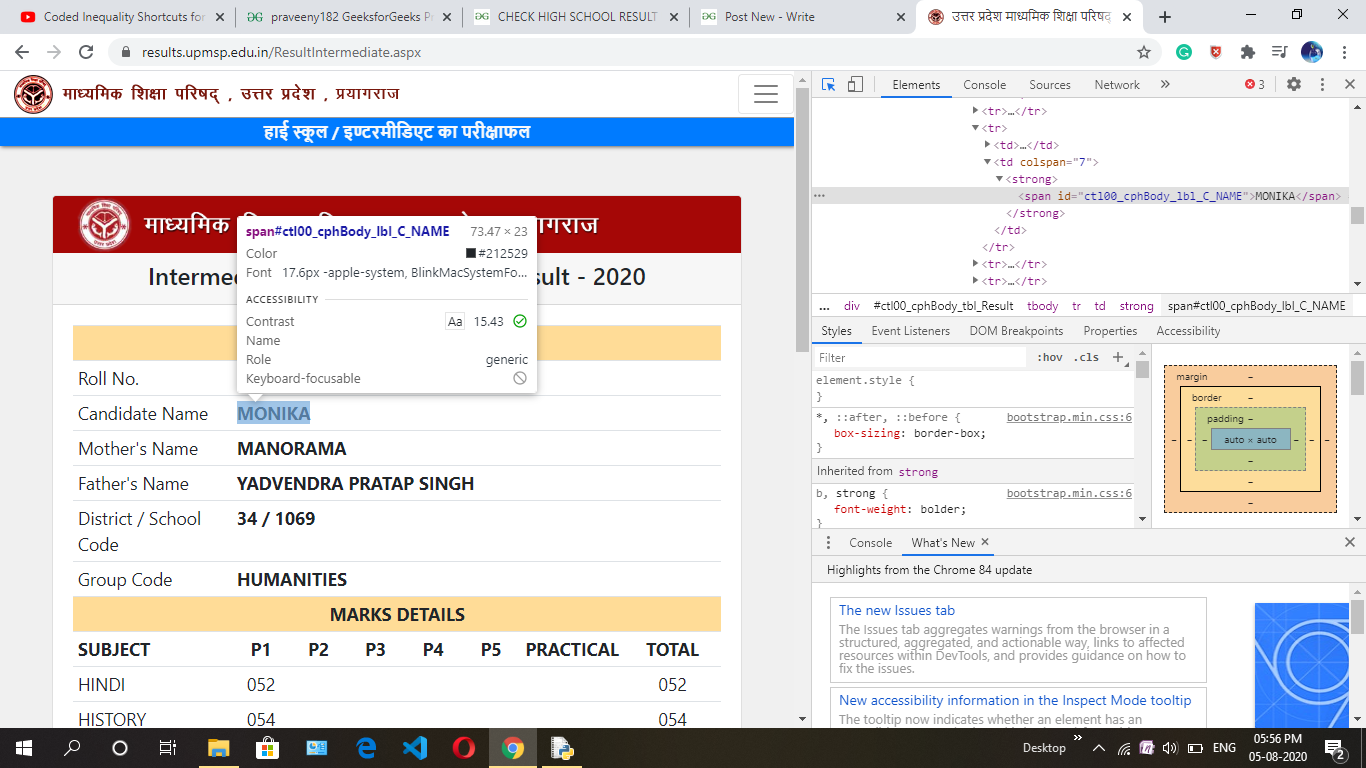 Coded Inequality Shortcuts for
praveeny182 GeeksforGeeks Pr
CHECK HIGH SCHOOL RESULT
Post New - Write
उत्तर प्रदेश माध्यमिक शिक्षा परिषद्
results.upmsp.edu.in/ResultIntermediate.aspx
माध्यमिक शिक्षा परिषद् , उत्तर प्रदेश , प्रयागराज
हाई स्कूल / इण्टरमीडिएट का परीक्षाफल
माध्यमिक
यागराज
Interme
sult - 2020
span#ctl00_cphBody_lbl_C_NAME 73.47 × 23
Color #212529
Font 17.6px -apple-system, BlinkMacSystemFo...
ACCESSIBILITY
Contrast Aa 15.43
Name
Role generic
Keyboard-focusable
Roll No.
Candidate Name MONIKA
Mother's Name MANORAMA
Father's Name YADVENDRA PRATAP SINGH
District / School 34 / 1069
Code
Group Code HUMANITIES
MARKS DETAILS
SUBJECT P1 P2 P3 P4 P5 PRACTICAL TOTAL
HINDI 052 052
HISTORY 054 054
Elements Console Sources Network » 3
<tr>…</tr>
<tr>
<td>…</td>
<td colspan="7">
<strong>
<span id="ctl00_cphBody_lbl_C_NAME">MONIKA</span>
</strong>
</td>
</tr>
<tr>…</tr>
<tr>…</tr>
... div #ctl00_cphBody_tbl_Result tbody tr td strong span#ctl00_cphBody_lbl_C_NAME
Styles Event Listeners DOM Breakpoints Properties Accessibility
Filter :hov .cls +
element.style {
}
*, ::after, ::before { bootstrap.min.css:6
box-sizing: border-box;
}
Inherited from strong
b, strong { bootstrap.min.css:6
font-weight: bolder;
}
margin –
border –
padding –
– – – auto × auto – – –
–
–
–
Console What's New
Highlights from the Chrome 84 update
The new Issues tab
The Issues tab aggregates warnings from the browser in a
structured, aggregated, and actionable way, links to affected
resources within DevTools, and provides guidance on how to
fix the issues.
New accessibility information in the Inspect Mode tooltip
The tooltip now indicates whether an element has an
Desktop » ENG 05:56 PM
05-08-2020 2